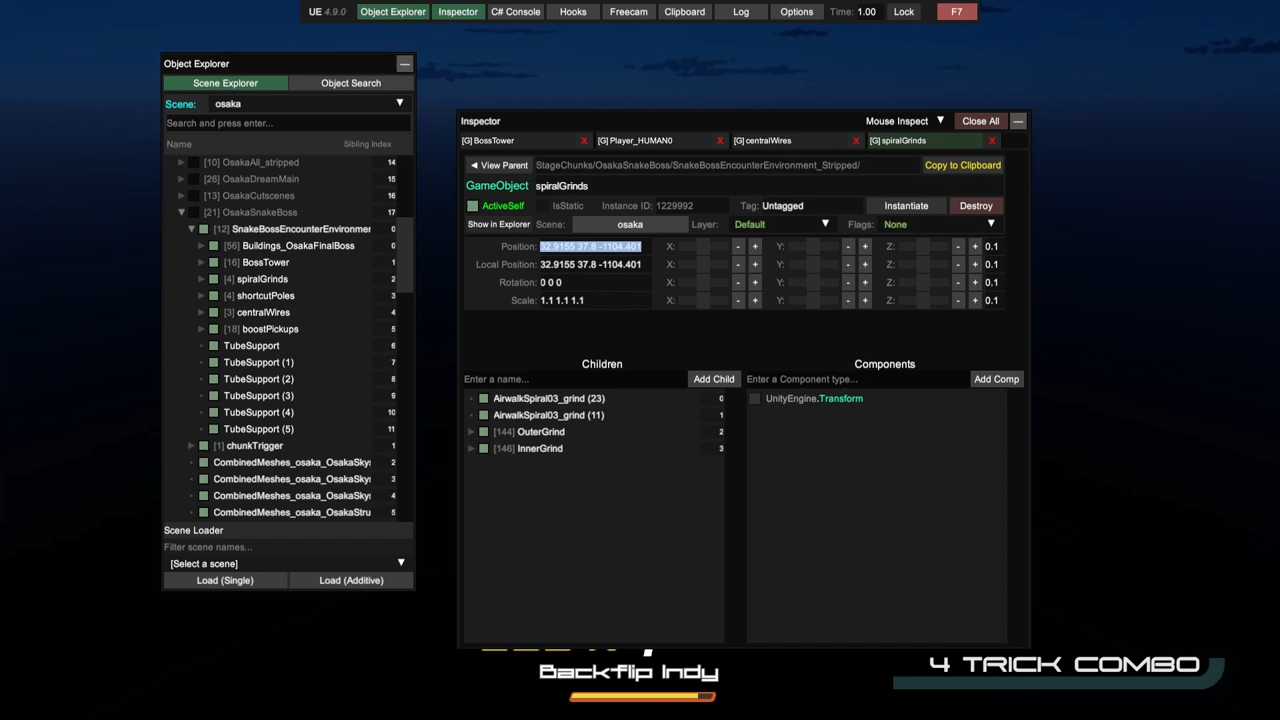 UE 4.9.0 Object Explorer Inspector C# Console Hooks Freecam Clipboard Log Options Time: 1.00 Lock F7
Object Explorer —
Scene Explorer Object Search
Scene: osaka ▼
Search and press enter...
Name Sibling Index
[10] OsakaAll_stripped 14
[26] OsakaDreamMain 15
[13] OsakaCutscenes 16
[21] OsakaSnakeBoss 17
[12] SnakeBossEncounterEnvironmer 0
[56] Buildings_OsakaFinalBoss 0
[16] BossTower 1
[4] spiralGrinds 2
[4] shortcutPoles 3
[3] centralWires 4
[18] boostPickups 5
TubeSupport 6
TubeSupport (1) 7
TubeSupport (2) 8
TubeSupport (3) 9
TubeSupport (4) 10
TubeSupport (5) 11
[1] chunkTrigger 1
CombinedMeshes_osaka_OsakaSky: 2
CombinedMeshes_osaka_OsakaSky: 3
CombinedMeshes_osaka_OsakaSky: 4
CombinedMeshes_osaka_OsakaStru 5
Scene Loader
Filter scene names...
[Select a scene] ▼
Load (Single) Load (Additive)
Inspector Mouse Inspect ▼ Close All —
[G] BossTower X [G] Player_HUMAN0 X [G] centralWires X [G] spiralGrinds X
◄ View Parent StageChunks/OsakaSnakeBoss/SnakeBossEncounterEnvironment_Stripped/ Copy to Clipboard
GameObject spiralGrinds
ActiveSelf IsStatic Instance ID: 1229992 Tag: Untagged Instantiate Destroy
Show in Explorer Scene: osaka Layer: Default ▼ Flags: None ▼
Position: 32.9155 37.8 -1104.401 X: - + Y: - + Z: - + 0.1
Local Position: 32.9155 37.8 -1104.401 X: - + Y: - + Z: - + 0.1
Rotation: 0 0 0 X: - + Y: - + Z: - + 0.1
Scale: 1.1 1.1 1.1 X: - + Y: - + Z: - + 0.1
Children
Enter a name... Add Child
AirwalkSpiral03_grind (23) 0
AirwalkSpiral03_grind (11) 1
[144] OuterGrind 2
[146] InnerGrind 3
Components
Enter a Component type... Add Comp
UnityEngine.Transform
Backflip Indy
4 TRICK COMBO